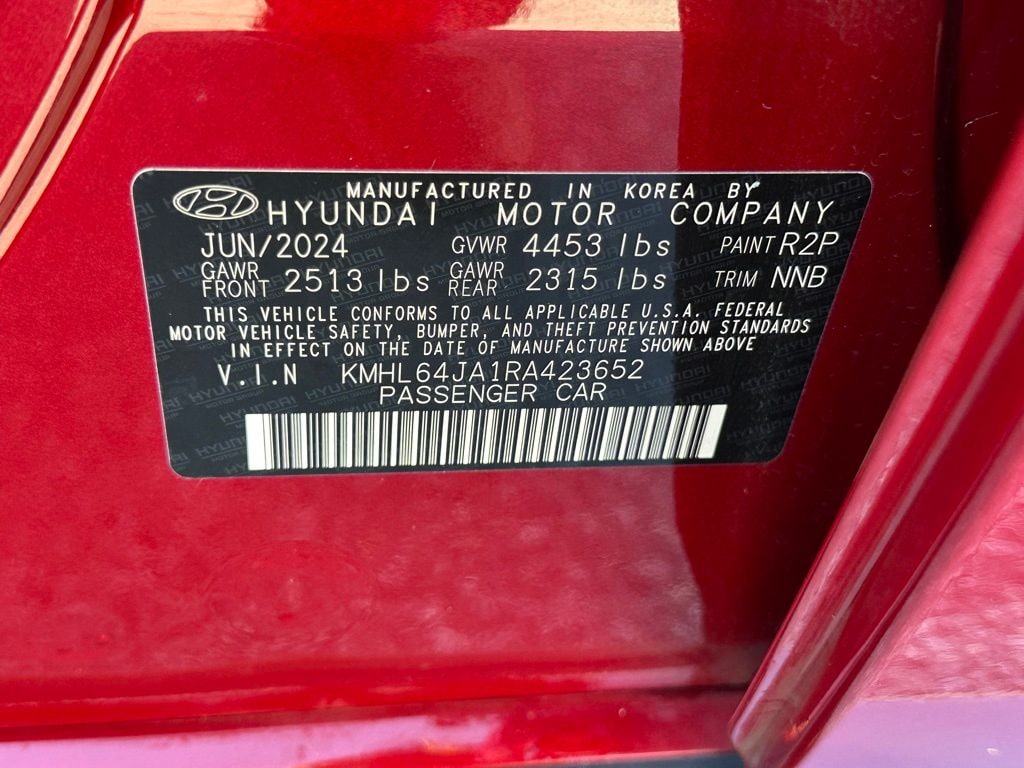 MANUFACTURED IN KOREA BY
HYUNDAI MOTOR COMPANY
JUN/2024 GVWR 4453 lbs PAINT R2P
GAWR FRONT 2513 lbs GAWR REAR 2315 lbs TRIM NNB
THIS VEHICLE CONFORMS TO ALL APPLICABLE U.S.A. FEDERAL
MOTOR VEHICLE SAFETY, BUMPER, AND THEFT PREVENTION STANDARDS
IN EFFECT ON THE DATE OF MANUFACTURE SHOWN ABOVE
V.I.N KMHL64JA1RA423652
PASSENGER CAR